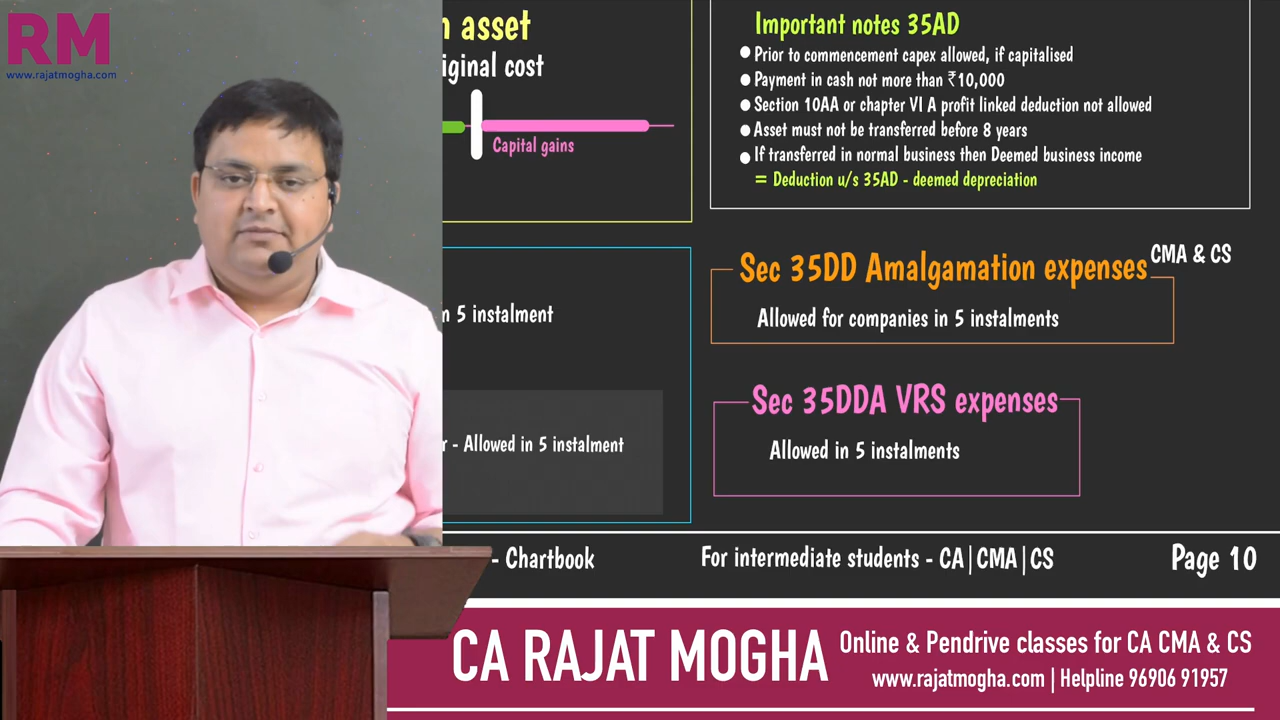 RM
www.rajatmogha.com
asset
iginal cost
Capital gains
Important notes 35AD
Prior to commencement capex allowed, if capitalised
Payment in cash not more than ₹10,000
Section 10AA or chapter VI A profit linked deduction not allowed
Asset must not be transferred before 8 years
If transferred in normal business then Deemed business income
= Deduction u/s 35AD - deemed depreciation
n 5 instalment
r - Allowed in 5 instalment
Sec 35DD Amalgamation expenses CMA & CS
Allowed for companies in 5 instalments
Sec 35DDA VRS expenses
Allowed in 5 instalments
- Chartbook
For intermediate students - CA|CMA|CS
Page 10
CA RAJAT MOGHA
Online & Pendrive classes for CA CMA & CS
www.rajatmogha.com | Helpline 96906 91957